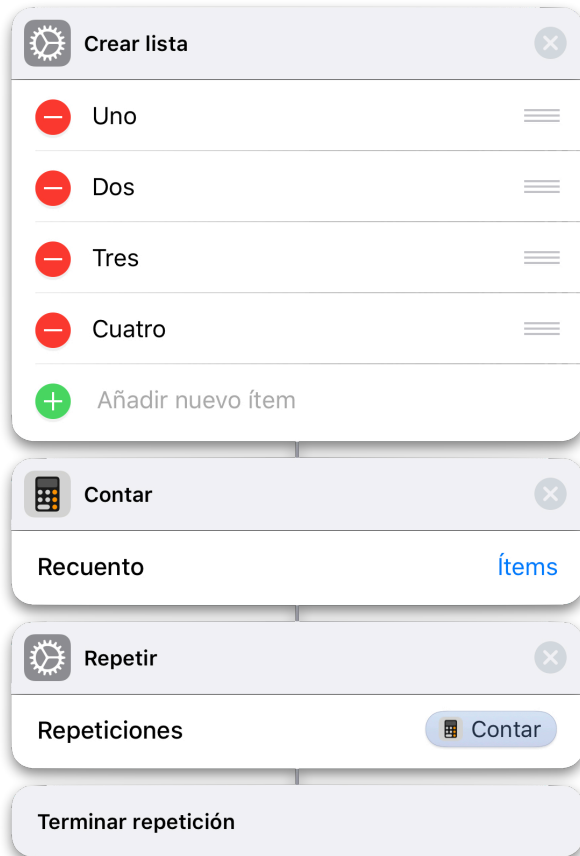 Crear lista
Uno
Dos
Tres
Cuatro
Añadir nuevo ítem
Contar
Recuento Ítems
Repetir
Repeticiones Contar
Terminar repetición